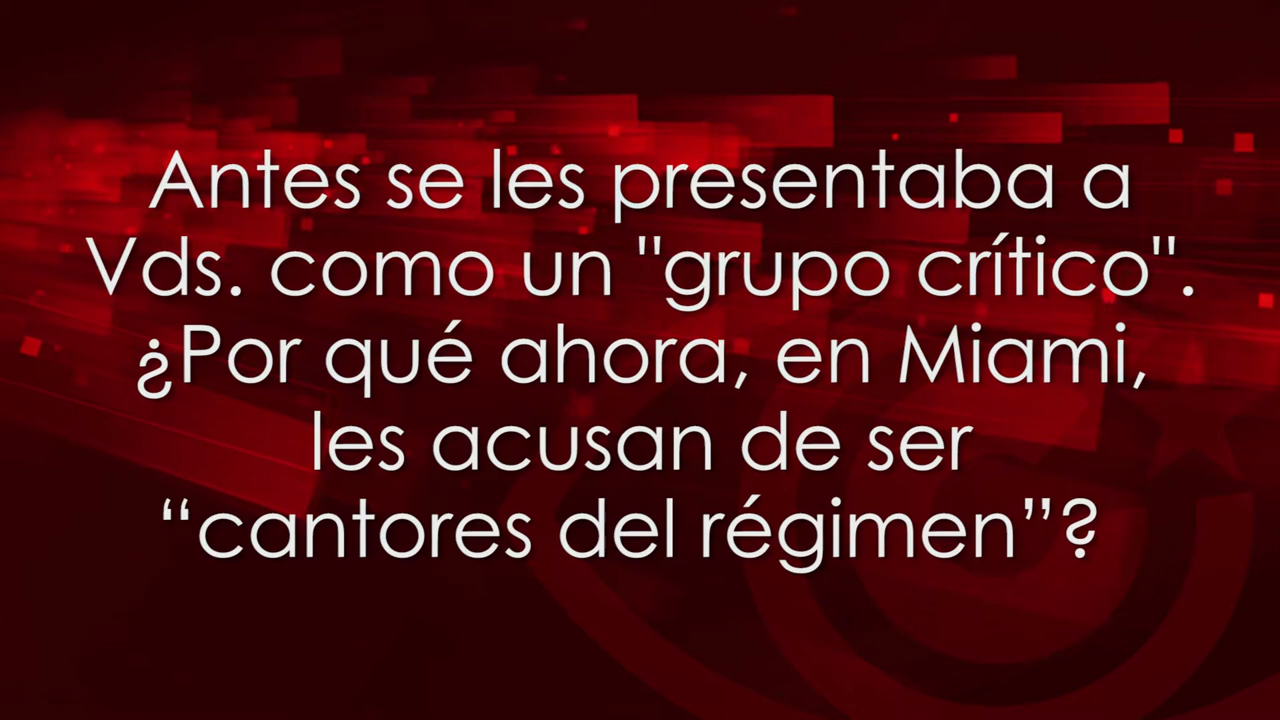 Antes se les presentaba a
Vds. como un "grupo crítico".
¿Por qué ahora, en Miami,
les acusan de ser
“cantores del régimen”?